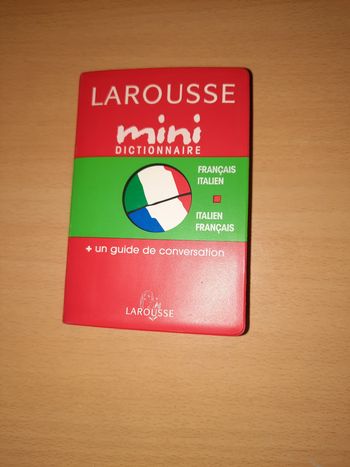 LAROUSSE
mini
DICTIONNAIRE
FRANÇAIS
ITALIEN
ITALIEN
FRANÇAIS
+ un guide de conversation
LAROUSSE